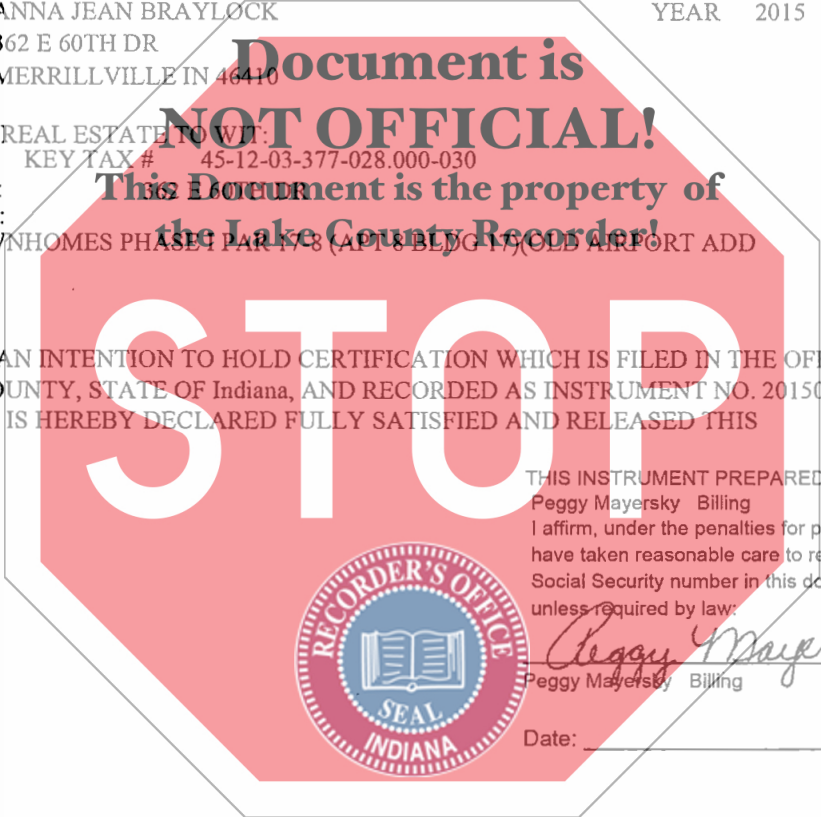 ANNA JEAN BRAYLOCK YEAR 2015
362 E 60TH DR
MERRILLVILLE IN 46410
Document is
NOT OFFICIAL!
REAL ESTATE TO WIT:
KEY TAX # 45-12-03-377-028.000-030
This Document is the property of
: 362 E 60TH DR
:
the Lake County Recorder!
NHOMES PHASE I PAR 17-8 (APT 8 BLDG 17)(OLD AIRPORT ADD
STOP
AN INTENTION TO HOLD CERTIFICATION WHICH IS FILED IN THE OF
OUNTY, STATE OF Indiana, AND RECORDED AS INSTRUMENT NO. 20150
IS HEREBY DECLARED FULLY SATISFIED AND RELEASED THIS
THIS INSTRUMENT PREPARED
Peggy Mayersky Billing
I affirm, under the penalties for p
have taken reasonable care to re
Social Security number in this do
unless required by law:
Peggy Maye
Peggy Mayersky Billing
Date:
RECORDER'S OFFICE
SEAL
INDIANA